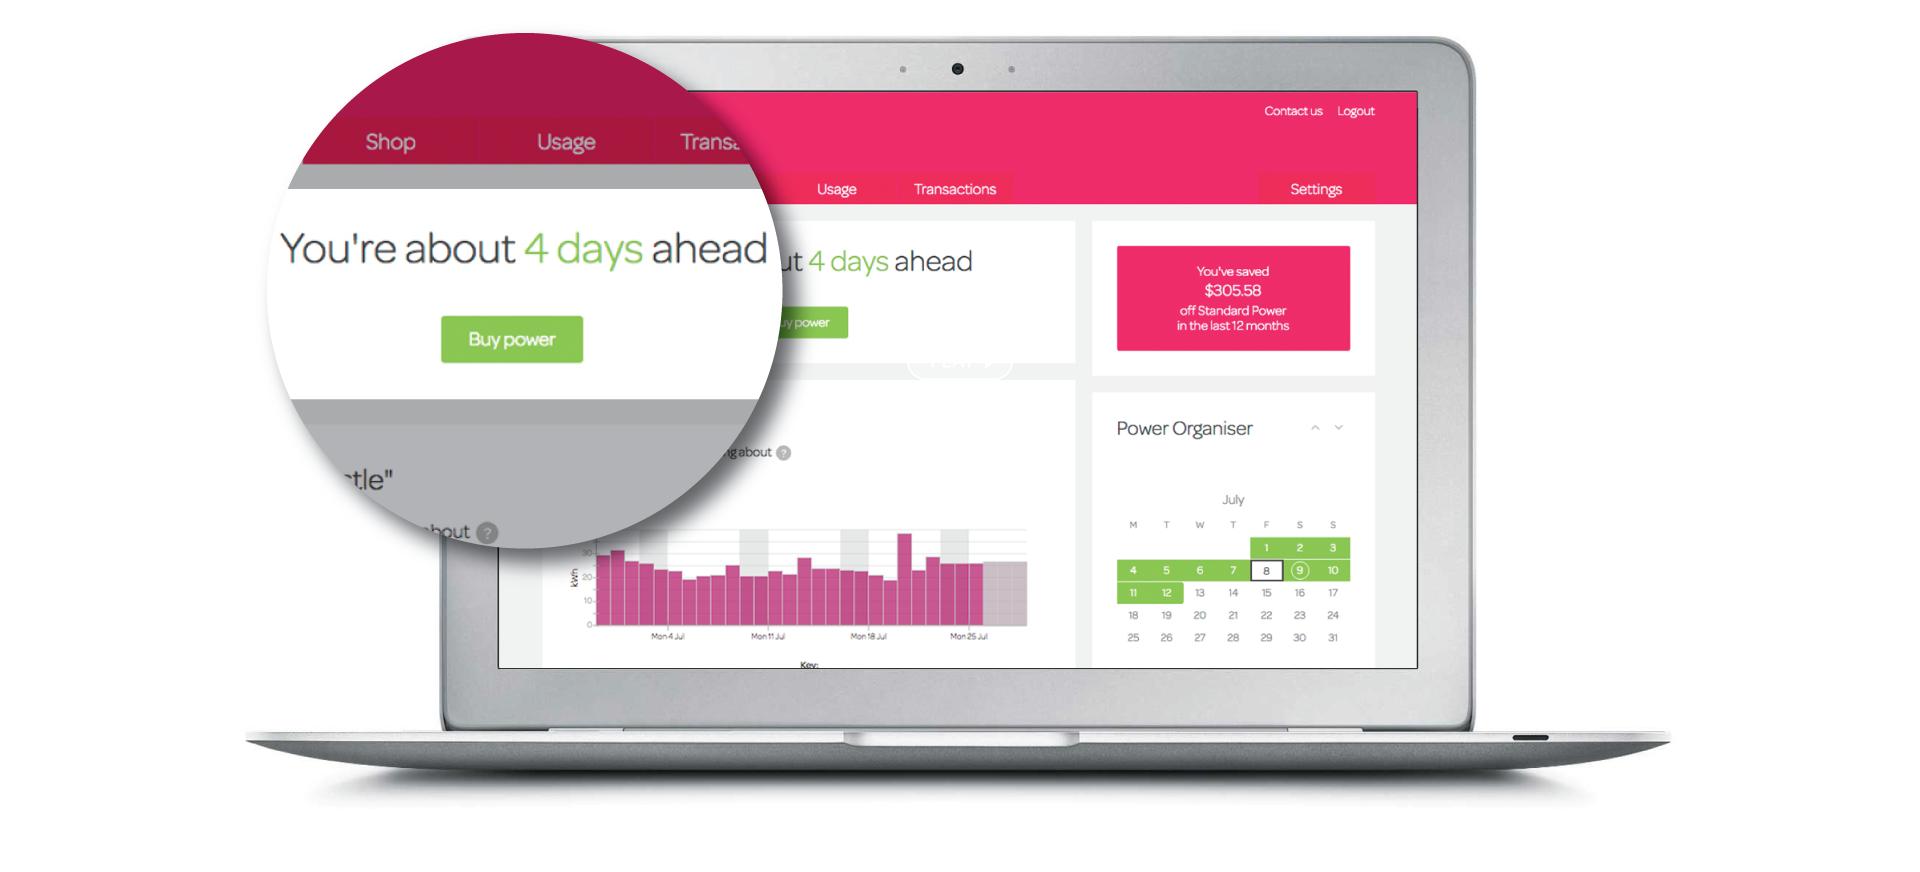 Contact us Logout
Shop Usage Trans
Usage Transactions Settings
You're about 4 days ahead
4 days ahead
Buy power
power
You've saved
$305.58
off Standard Power
in the last 12 months
Power Organiser
about ?
tle"
about ?
July
M T W T F S S
1 2 3
4 5 6 7 8 9 10
11 12 13 14 15 16 17
18 19 20 21 22 23 24
25 26 27 28 29 30 31
kWh
30
20
10
0
Mon 4 Jul Mon 11 Jul Mon 18 Jul Mon 25 Jul
Key: